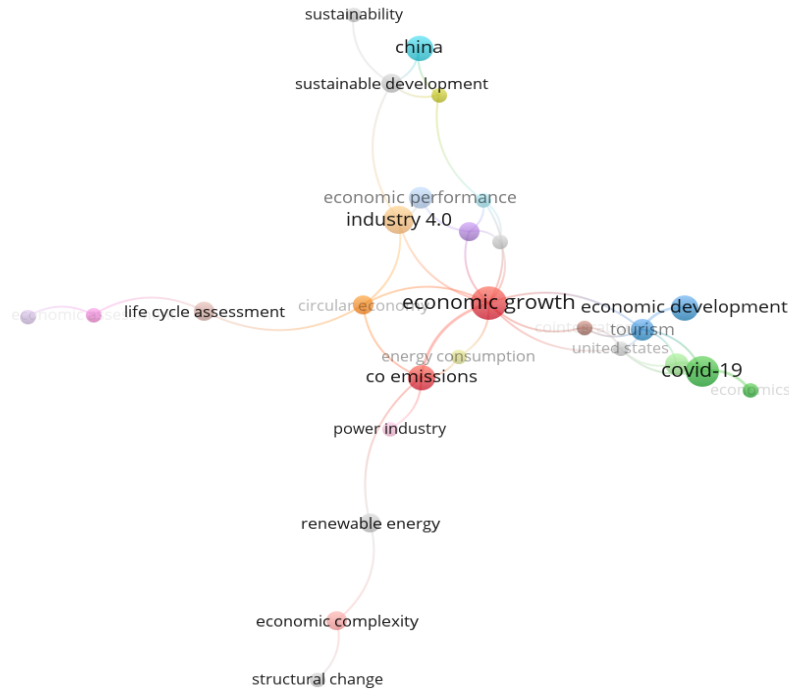 sustainability
china
sustainable development
economic performance
industry 4.0
circular economy
economic growth
economic development
life cycle assessment
tourism
united states
energy consumption
covid-19
co emissions
economics
power industry
renewable energy
economic complexity
structural change